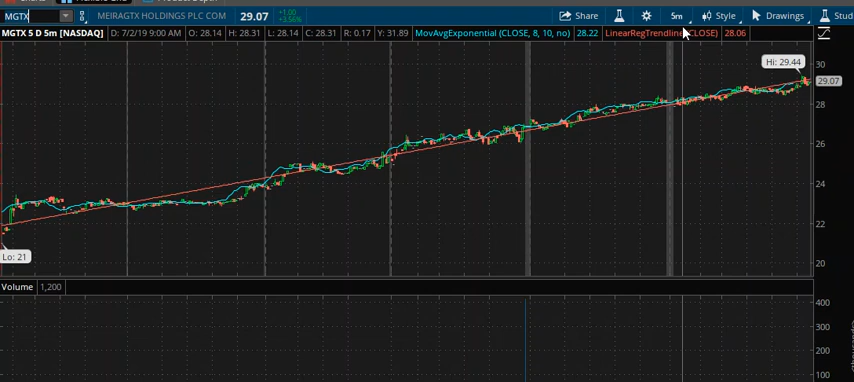 MGTX MEIRAGTX HOLDINGS PLC COM 29.07 +1.00 +3.56% Share 5m Style Drawings Stud
MGTX 5 D 5m [NASDAQ] D: 7/2/19 9:00 AM O: 28.14 H: 28.31 L: 28.14 C: 28.31 R: 0.17 Y: 31.89 MovAvgExponential (CLOSE, 8, 10, no) 28.22 LinearRegTrendline (CLOSE) 28.06
Hi: 29.44
30
29.07
28
26
24
22
Lo: 21
20
Volume 1,200
400
300
200
100